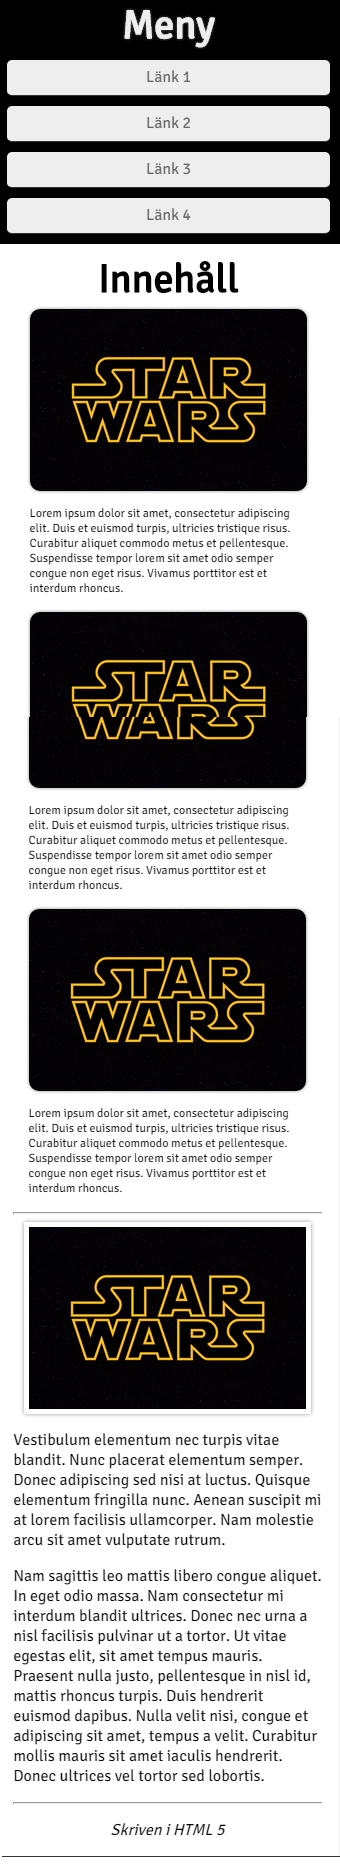 Meny
Länk 1
Länk 2
Länk 3
Länk 4
Innehåll
STAR
WARS
Lorem ipsum dolor sit amet, consectetur adipiscing
elit. Duis et euismod turpis, ultricies tristique risus.
Curabitur aliquet commodo metus et pellentesque.
Suspendisse tempor lorem sit amet odio semper
congue non eget risus. Vivamus porttitor est et
interdum rhoncus.
STAR
WARS
Lorem ipsum dolor sit amet, consectetur adipiscing
elit. Duis et euismod turpis, ultricies tristique risus.
Curabitur aliquet commodo metus et pellentesque.
Suspendisse tempor lorem sit amet odio semper
congue non eget risus. Vivamus porttitor est et
interdum rhoncus.
STAR
WARS
Lorem ipsum dolor sit amet, consectetur adipiscing
elit. Duis et euismod turpis, ultricies tristique risus.
Curabitur aliquet commodo metus et pellentesque.
Suspendisse tempor lorem sit amet odio semper
congue non eget risus. Vivamus porttitor est et
interdum rhoncus.
STAR
WARS
Vestibulum elementum nec turpis vitae
blandit. Nunc placerat elementum semper.
Donec adipiscing sed nisi at luctus. Quisque
elementum fringilla nunc. Aenean suscipit mi
at lorem facilisis ullamcorper. Nam molestie
arcu sit amet vulputate rutrum.
Nam sagittis leo mattis libero congue aliquet.
In eget odio massa. Nam consectetur mi
interdum blandit ultrices. Donec nec urna a
nisl facilisis pulvinar ut a tortor. Ut vitae
egestas elit, sit amet tempus mauris.
Praesent nulla justo, pellentesque in nisl id,
mattis rhoncus turpis. Duis hendrerit
euismod dapibus. Nulla velit nisi, congue et
adipiscing sit amet, tempus a velit. Curabitur
mollis mauris sit amet iaculis hendrerit.
Donec ultrices vel tortor sed lobortis.
Skriven i HTML 5